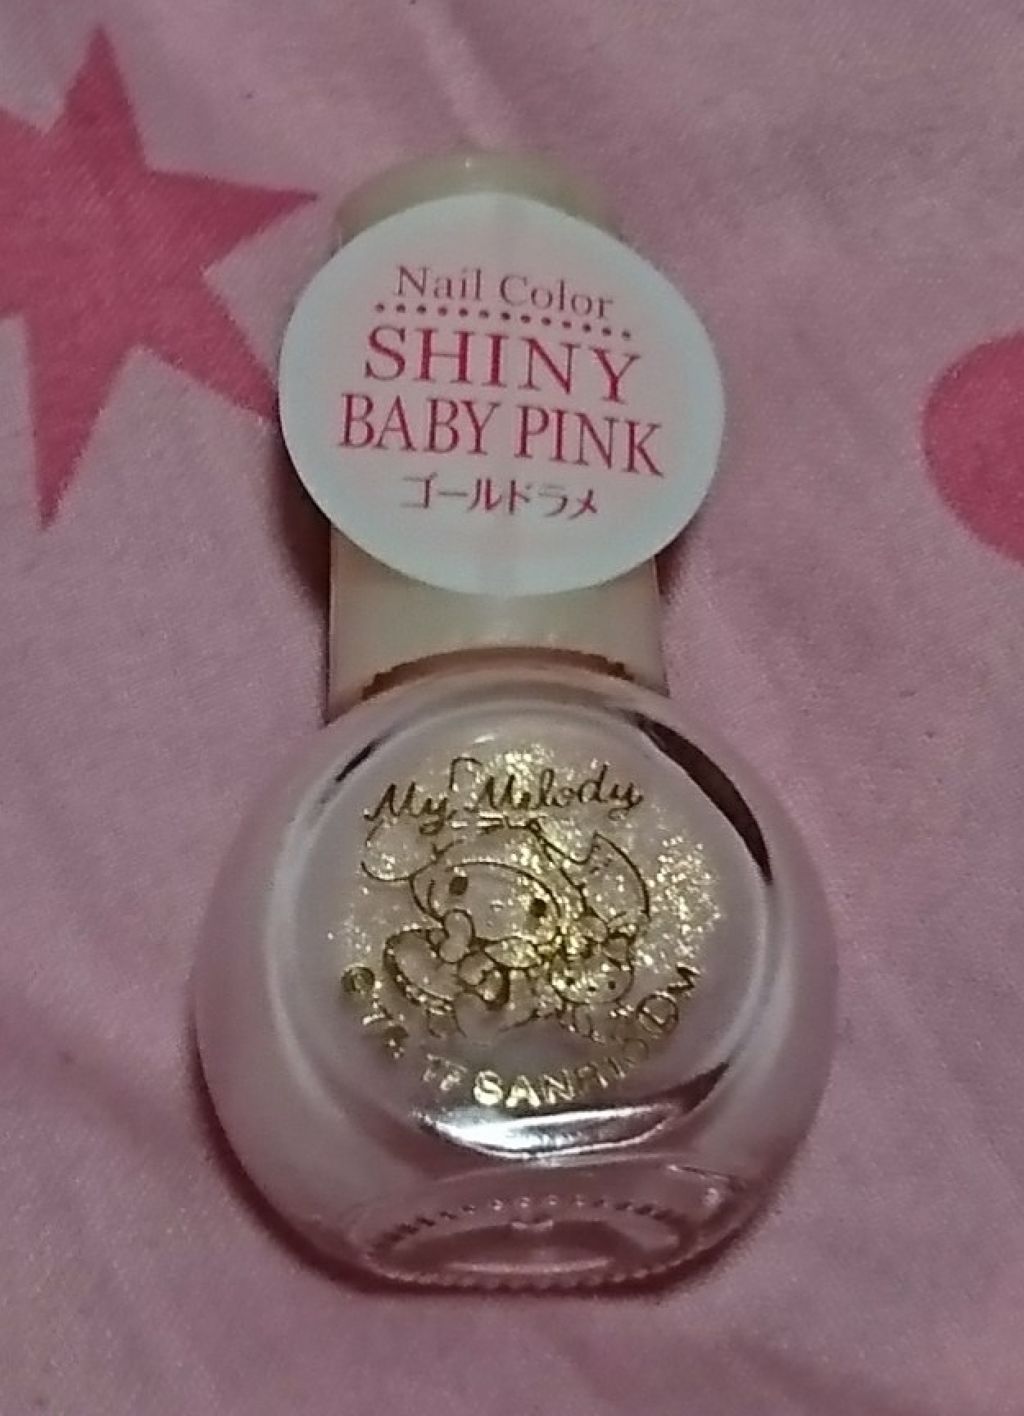 Nail Color
SHINY
BABY PINK
ゴールドラメ
My Melody
SANRIO